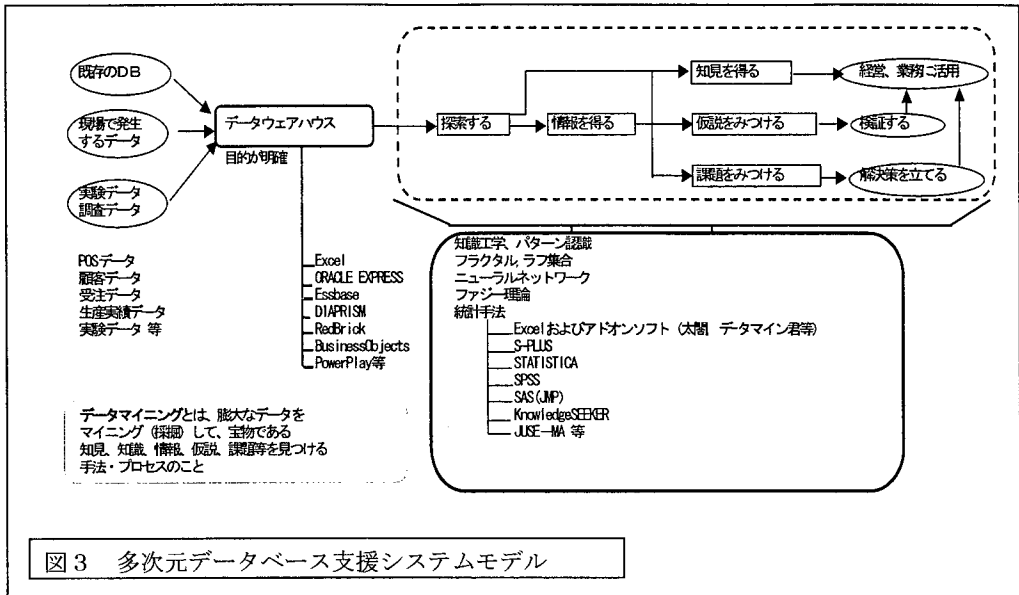 既存のDB
現場で発生
するデータ
実験データ
調査データ
データウェアハウス
目的が明確
探索する
情報を得る
知見を得る
仮説をみつける
課題をみつける
経営、業務に活用
検証する
解決策を立てる
POSデータ
顧客データ
受注データ
生産実績データ
実験データ 等
Excel
ORACLE EXPRESS
Essbase
DIAPRISM
RedBrick
BusinessObjects
PowerPlay等
知識工学、パターン認識
フラクタル, ラフ集合
ニューラルネットワーク
ファジー理論
統計手法
Excelおよびアドオンソフト (太閤、データマイン君等)
S-PLUS
STATISTICA
SPSS
SAS(JMP)
KnowledgeSEEKER
JUSE-MA 等
データマイニングとは、膨大なデータを
マイニング (採掘) して、宝物である
知見、知識、情報、仮説、課題等を見つける
手法・プロセスのこと
図3 多次元データベース支援システムモデル